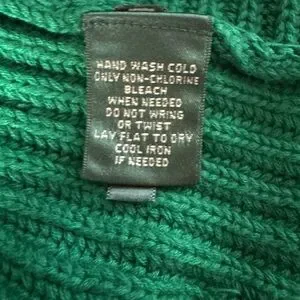 HAND WASH COLD
ONLY NON-CHLORINE
BLEACH
WHEN NEEDED
DO NOT WRING
OR TWIST
LAY FLAT TO DRY
COOL IRON
IF NEEDED